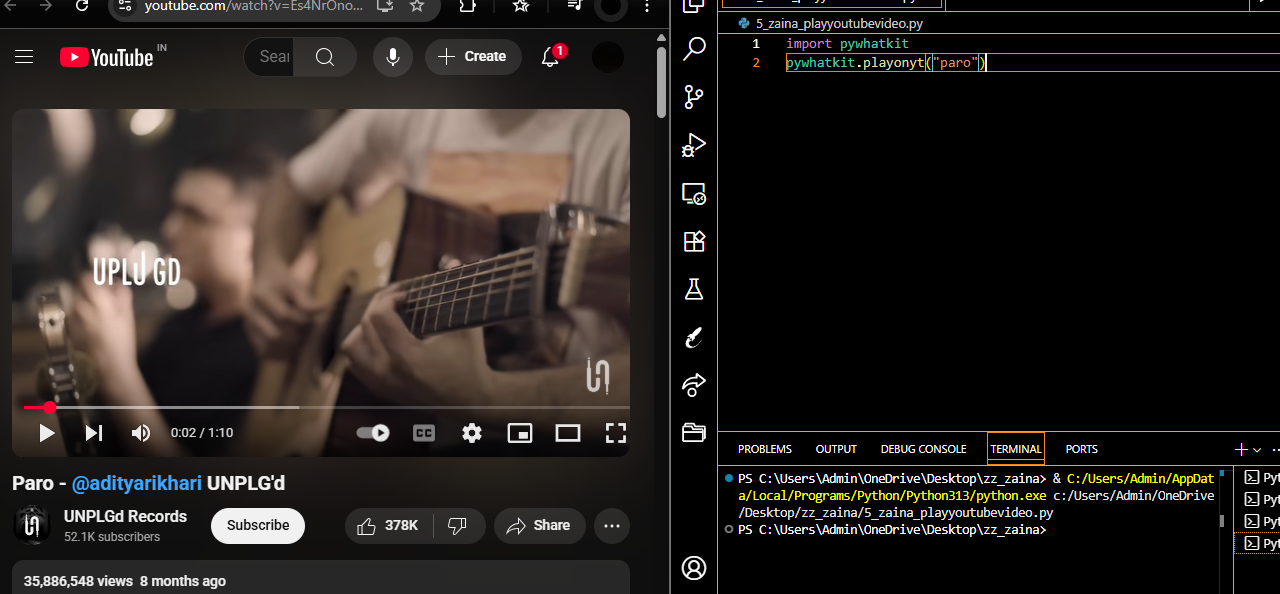 youtube.com/watch?v=Es4NrOno...
YouTube IN
Sear
Create
1
UPLUGD
0:02 / 1:10
CC
Paro - @adityarikhari UNPLG'd
UNPLGd Records
52.1K subscribers
Subscribe
378K
Share
35,886,548 views 8 months ago
5_zaina_playyoutubevideo.py
1 import pywhatkit
2 pywhatkit.playonyt("paro")
PROBLEMS OUTPUT DEBUG CONSOLE TERMINAL PORTS
PS C:\Users\Admin\OneDrive\Desktop\zz_zaina> & C:/Users/Admin/AppDat
a/Local/Programs/Python/Python313/python.exe c:/Users/Admin/OneDrive
/Desktop/zz_zaina/5_zaina_playyoutubevideo.py
PS C:\Users\Admin\OneDrive\Desktop\zz_zaina>
Pyt
Pyt
Pyt
Pyt